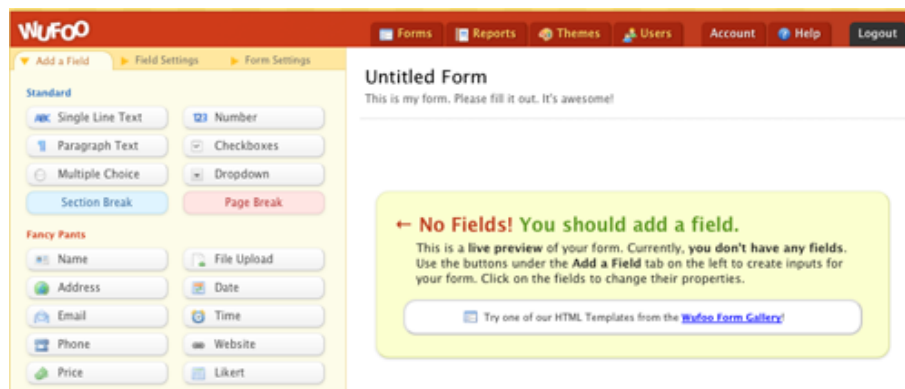 WUFOO
Forms Reports Themes Users Account Help Logout
Add a Field Field Settings Form Settings
Standard
ABC Single Line Text 123 Number
Paragraph Text Checkboxes
Multiple Choice Dropdown
Section Break Page Break
Fancy Pants
Name File Upload
Address Date
Email Time
Phone Website
Price Likert
Untitled Form
This is my form. Please fill it out. It's awesome!
← No Fields! You should add a field.
This is a live preview of your form. Currently, you don't have any fields.
Use the buttons under the Add a Field tab on the left to create inputs for
your form. Click on the fields to change their properties.
Try one of our HTML Templates from the Wufoo Form Gallery!